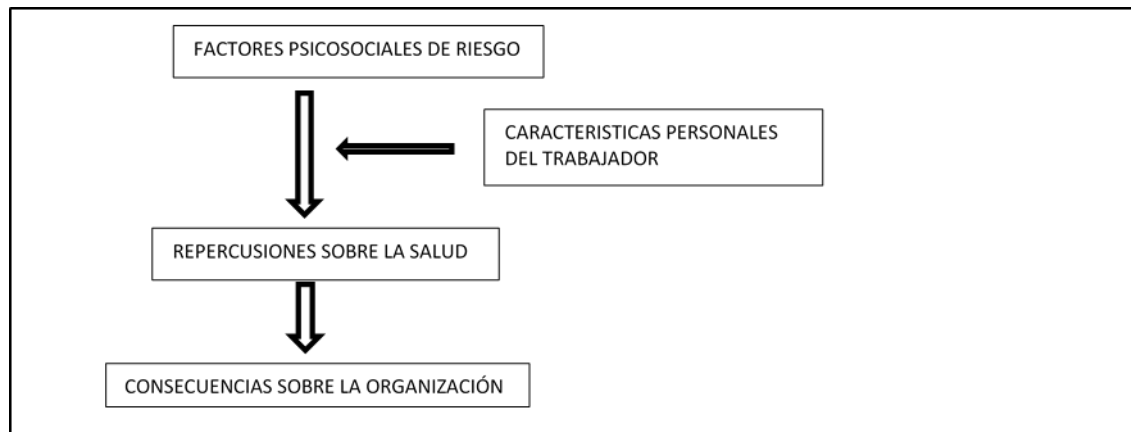 FACTORES PSICOSOCIALES DE RIESGO
CARACTERISTICAS PERSONALES
DEL TRABAJADOR
REPERCUSIONES SOBRE LA SALUD
CONSECUENCIAS SOBRE LA ORGANIZACIÓN